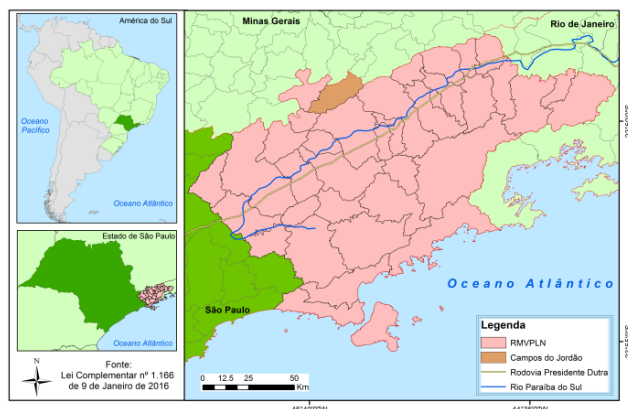 América do Sul
Oceano
Pacífico
Oceano Atlântico
Estado de São Paulo
Oceano Atlântico
N
Fonte:
Lei Complementar nº 1.166
de 9 de Janeiro de 2016
Minas Gerais
Rio de Janeiro
São Paulo
Oceano Atlântico
Legenda
RMVPLN
Campos do Jordão
Rodovia Presidente Dutra
Rio Paraíba do Sul
0 12.5 25 50
Km